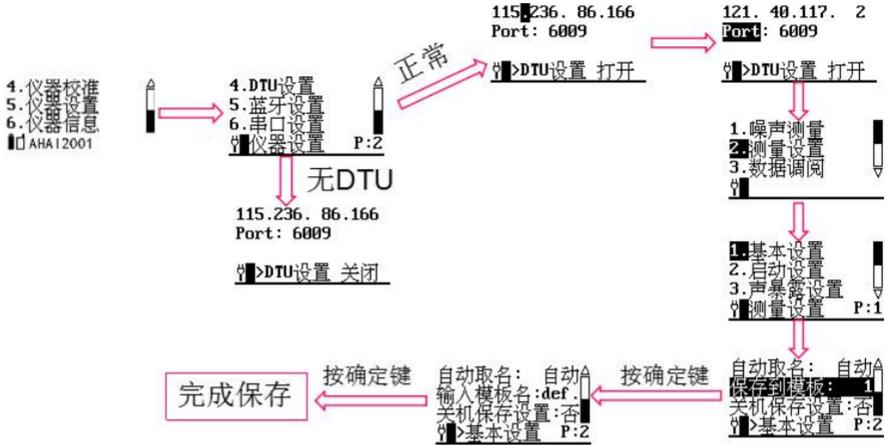 4.仪器校准
5.仪器设置
6.仪器信息
AHAI2001
4.DTU设置
5.蓝牙设置
6.串口设置
仪器设置 P:2
正常
115.236. 86.166
Port: 6009
>DTU设置 打开
121. 40.117.  2
Port: 6009
>DTU设置 打开
无DTU
115.236. 86.166
Port: 6009
>DTU设置 关闭
1.噪声测量
2.测量设置
3.数据调阅
1.基本设置
2.启动设置
3.声暴露设置
测量设置 P:1
自动取名: 自动
保存到模板: 1
关机保存设置:否
>基本设置 P:2
按确定键
自动取名: 自动
输入模板名:def.
关机保存设置:否
>基本设置 P:2
按确定键
完成保存